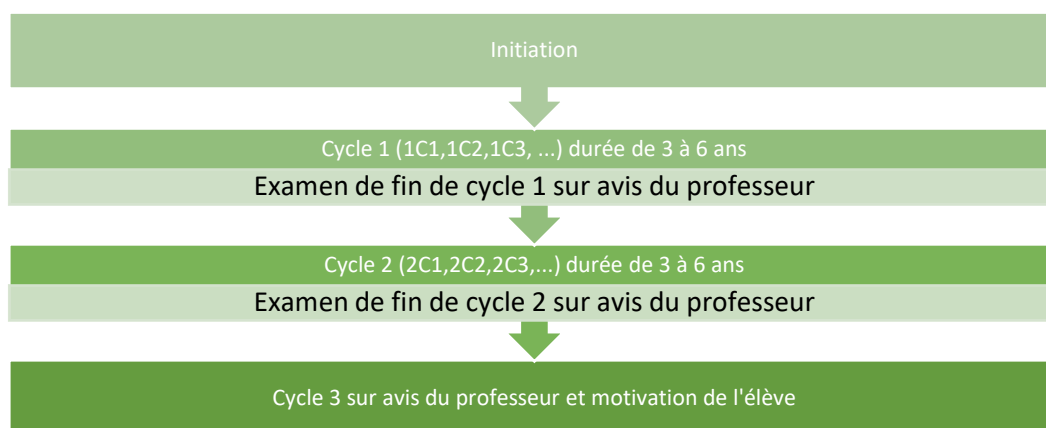 Initiation
Cycle 1 (1C1,1C2,1C3, ...) durée de 3 à 6 ans
Examen de fin de cycle 1 sur avis du professeur
Cycle 2 (2C1,2C2,2C3,...) durée de 3 à 6 ans
Examen de fin de cycle 2 sur avis du professeur
Cycle 3 sur avis du professeur et motivation de l'élève